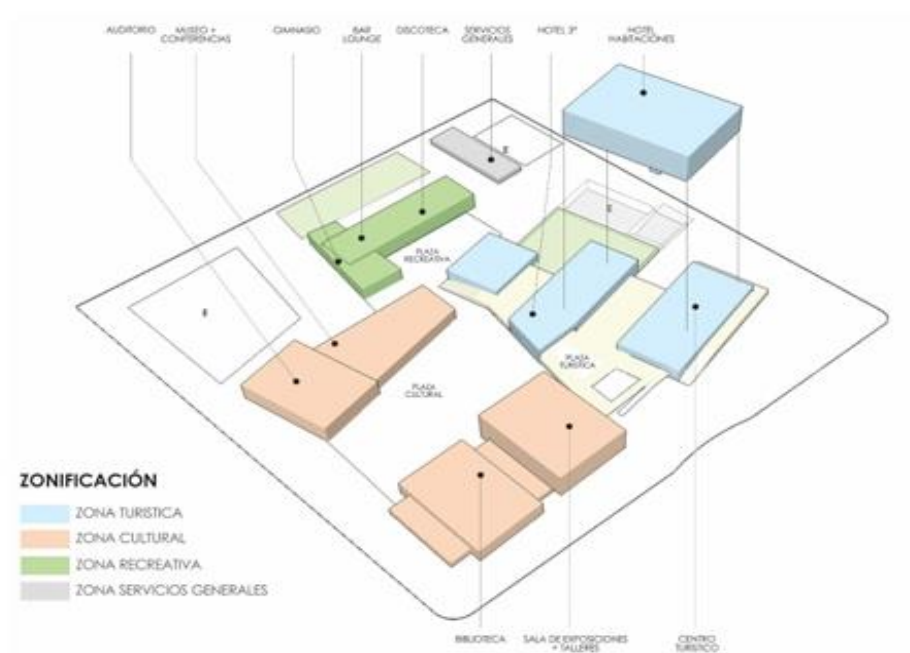 AUDITORIO
MUSEO +
CONFERENCIAS
GIMNASIO
BAR
LOUNGE
DISCOTECA
SERVICIOS
GENERALES
HOTEL 3*
HOTEL
HABITACIONES
PLAZA
RECREATIVA
PLAZA
TURISTICA
PLAZA
CULTURAL
ZONIFICACIÓN
ZONA TURISTICA
ZONA CULTURAL
ZONA RECREATIVA
ZONA SERVICIOS GENERALES
BIBLIOTECA
SALA DE EXPOSICIONES
+ TALLERES
CENTRO
TURISTICO